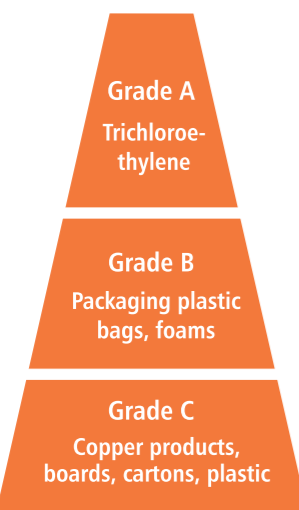 Grade A
Trichloroe-
thylene
Grade B
Packaging plastic
bags, foams
Grade C
Copper products,
boards, cartons, plastic